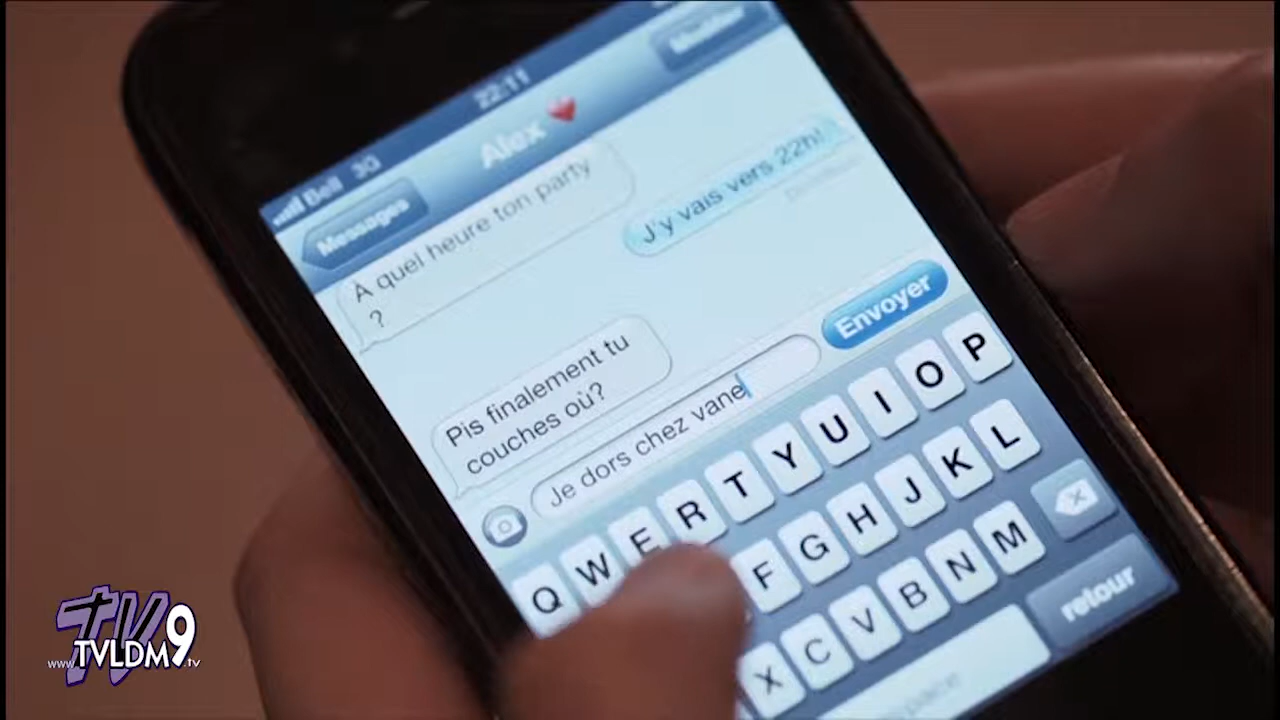 Bell 3G 22:11
Messages Alex Modifier
À quel heure ton party
?
J'y vais vers 22h!
Pis finalement tu
couches où?
Je dors chez vane
Envoyer
Q W E R T Y U I O P
F G H J K L
X C V B N M
retour
TV9
www.TVLDM9.tv